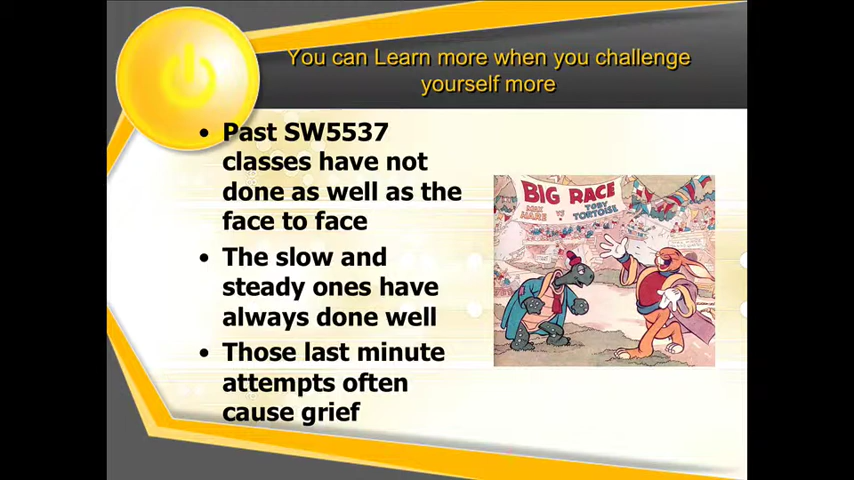 You can Learn more when you challenge
yourself more
• Past SW5537
classes have not
done as well as the
face to face
• The slow and
steady ones have
always done well
• Those last minute
attempts often
cause grief
BIG RACE
MAX HARE VS TOBY TORTOISE